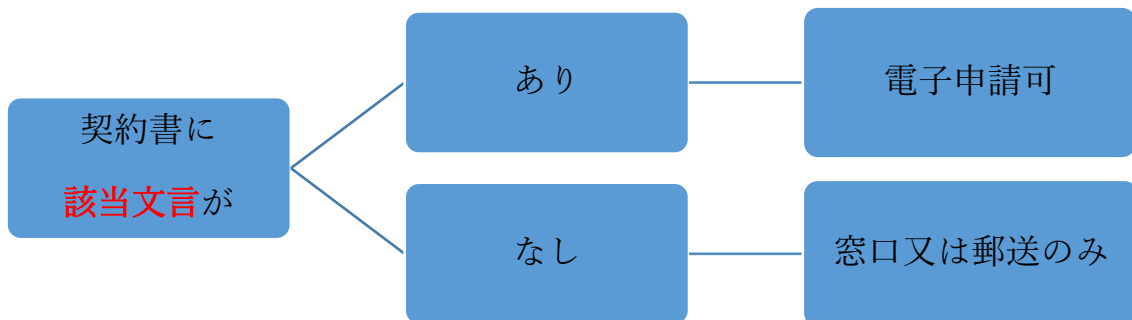 契約書に
該当文言が
あり
電子申請可
なし
窓口又は郵送のみ